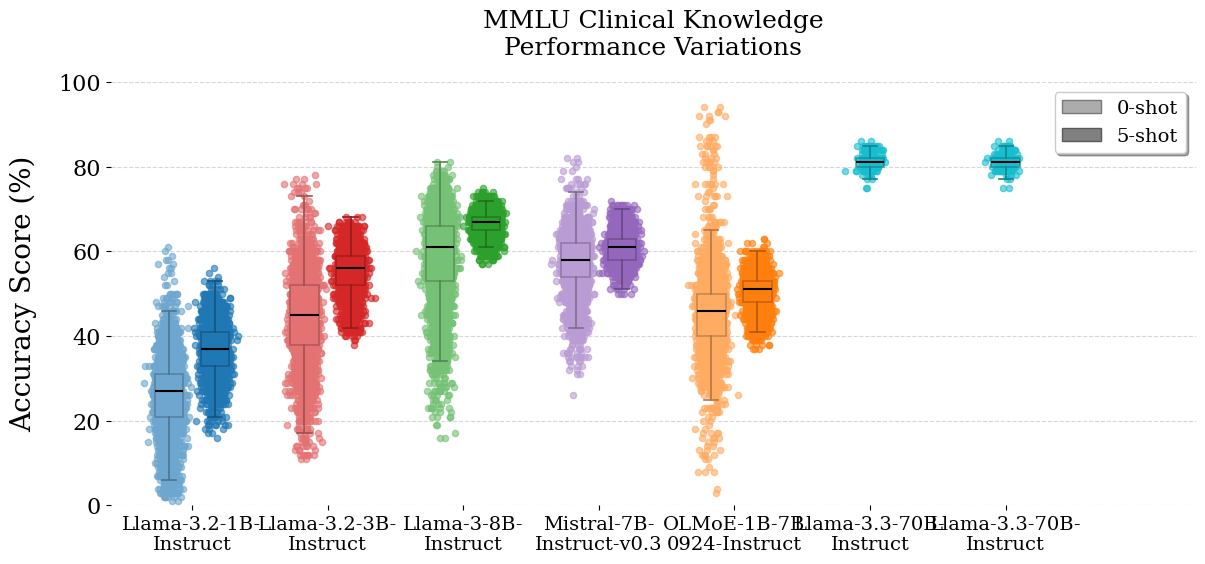 MMLU Clinical Knowledge
Performance Variations
Accuracy Score (%)
100
80
60
40
20
0
0-shot
5-shot
Llama-3.2-1B-
Instruct
Llama-3.2-3B-
Instruct
Llama-3-8B-
Instruct
Mistral-7B-
Instruct-v0.3
OLMoE-1B-7B-
0924-Instruct
Llama-3.3-70B-
Instruct
Llama-3.3-70B-
Instruct